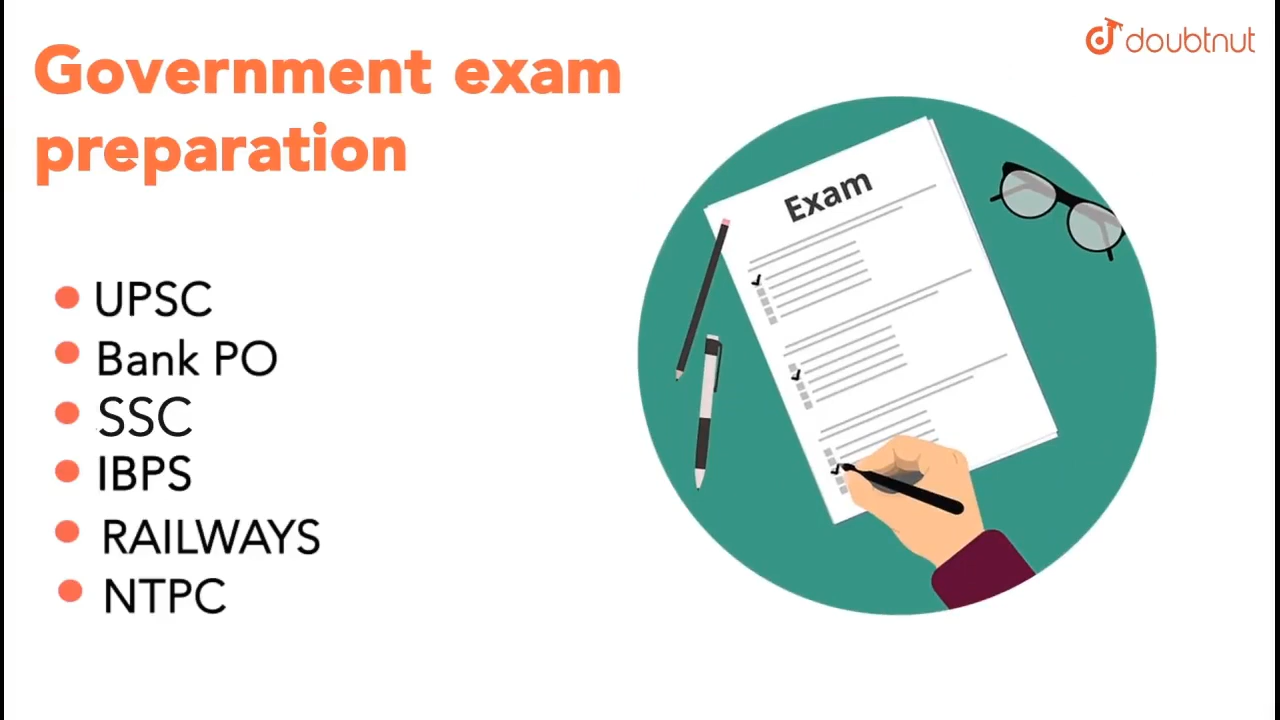 doubtnut
Government exam
preparation
UPSC
Bank PO
SSC
IBPS
RAILWAYS
NTPC
Exam